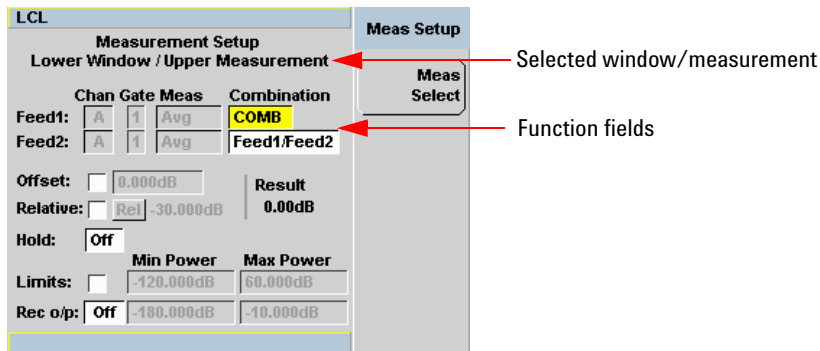 LCL
Meas Setup
Measurement Setup
Lower Window / Upper Measurement
Selected window/measurement
Meas
Select
Chan Gate Meas Combination
Feed1: A 1 Avg COMB
Function fields
Feed2: A 1 Avg Feed1/Feed2
Offset: 0.000dB Result
Relative: Rel -30.000dB 0.00dB
Hold: Off
Min Power Max Power
Limits: -120.000dB 60.000dB
Rec o/p: Off -180.000dB -10.000dB